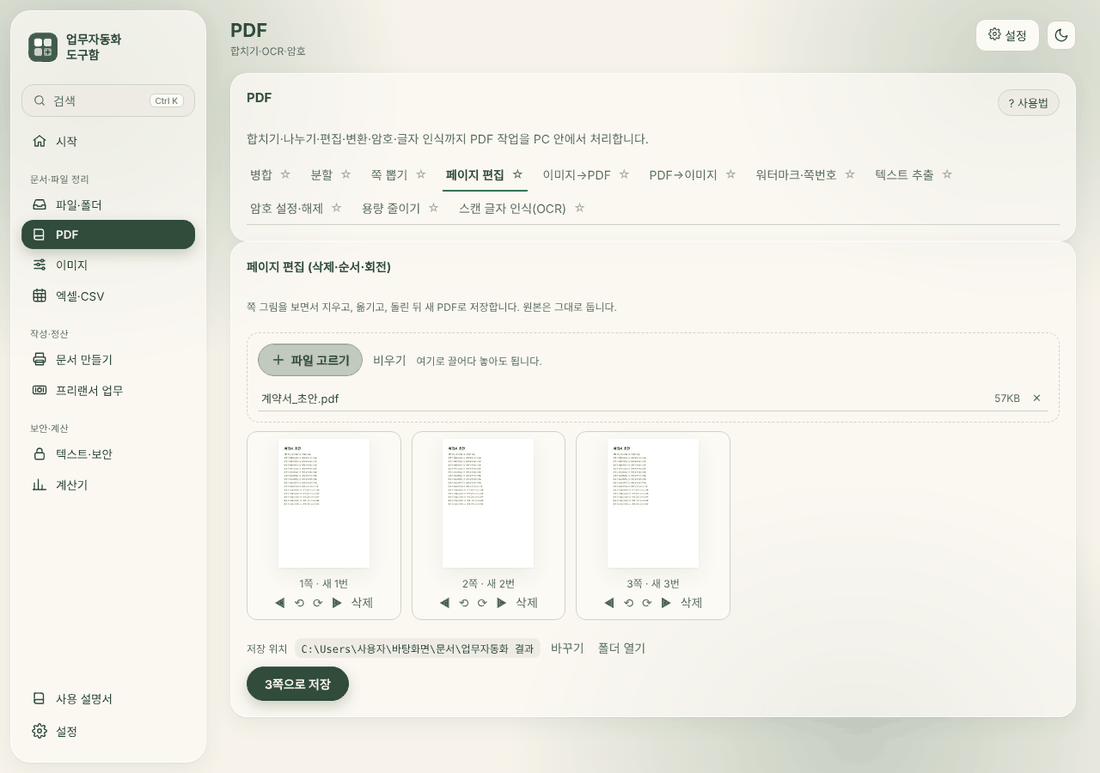 업무자동화
도구함
검색 Ctrl K
시작
문서·파일 정리
파일·폴더
PDF
이미지
엑셀·CSV
작성·정산
문서 만들기
프리랜서 업무
보안·계산
텍스트·보안
계산기
사용 설명서
설정
PDF
합치기·OCR·암호
설정
PDF
? 사용법
합치기·나누기·편집·변환·암호·글자 인식까지 PDF 작업을 PC 안에서 처리합니다.
병합 ☆ 분할 ☆ 쪽 뽑기 ☆ 페이지 편집 ☆ 이미지→PDF ☆ PDF→이미지 ☆ 워터마크·쪽번호 ☆ 텍스트 추출 ☆
암호 설정·해제 ☆ 용량 줄이기 ☆ 스캔 글자 인식(OCR) ☆
페이지 편집 (삭제·순서·회전)
쪽 그림을 보면서 지우고, 옮기고, 돌린 뒤 새 PDF로 저장합니다. 원본은 그대로 둡니다.
+ 파일 고르기 비우기 여기로 끌어다 놓아도 됩니다.
계약서_초안.pdf 57KB ×
1쪽 · 새 1번 2쪽 · 새 2번 3쪽 · 새 3번
◀ ⟲ ⟳ ▶ 삭제 ◀ ⟲ ⟳ ▶ 삭제 ◀ ⟲ ⟳ ▶ 삭제
저장 위치 C:\Users\사용자\바탕화면\문서\업무자동화 결과 바꾸기 폴더 열기
3쪽으로 저장